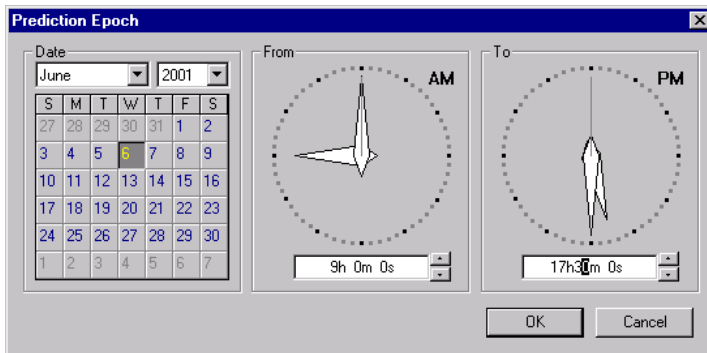 Prediction Epoch
Date
June 2001
S M T W T F S
27 28 29 30 31 1 2
3 4 5 6 7 8 9
10 11 12 13 14 15 16
17 18 19 20 21 22 23
24 25 26 27 28 29 30
1 2 3 4 5 6 7
From
AM
9h 0m 0s
To
PM
17h30m 0s
OK Cancel